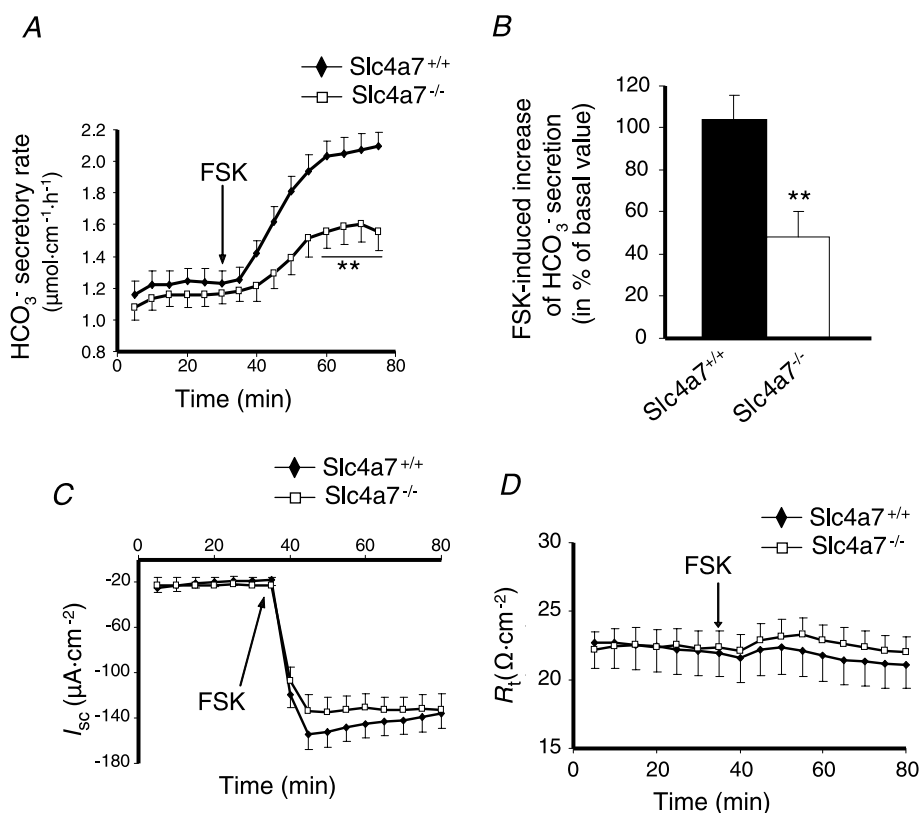 A
Slc4a7+/+
Slc4a7-/-
HCO3- secretory rate
(µmol·cm-1·h-1)
2.2
2.0
1.8
1.6
1.4
1.2
1.0
0.8
FSK
**
0
20
40
60
80
Time (min)
B
FSK-induced increase
of HCO3- secretion
(in % of basal value)
120
100
80
60
40
20
0
**
Slc4a7+/+
Slc4a7-/-
C
Slc4a7+/+
Slc4a7-/-
0
20
40
60
80
Isc (µA·cm-2)
-20
-60
-100
-140
-180
FSK
Time (min)
D
Slc4a7+/+
Slc4a7-/-
Rt(Ω·cm-2)
30
25
20
15
FSK
0
20
40
60
80
Time (min)